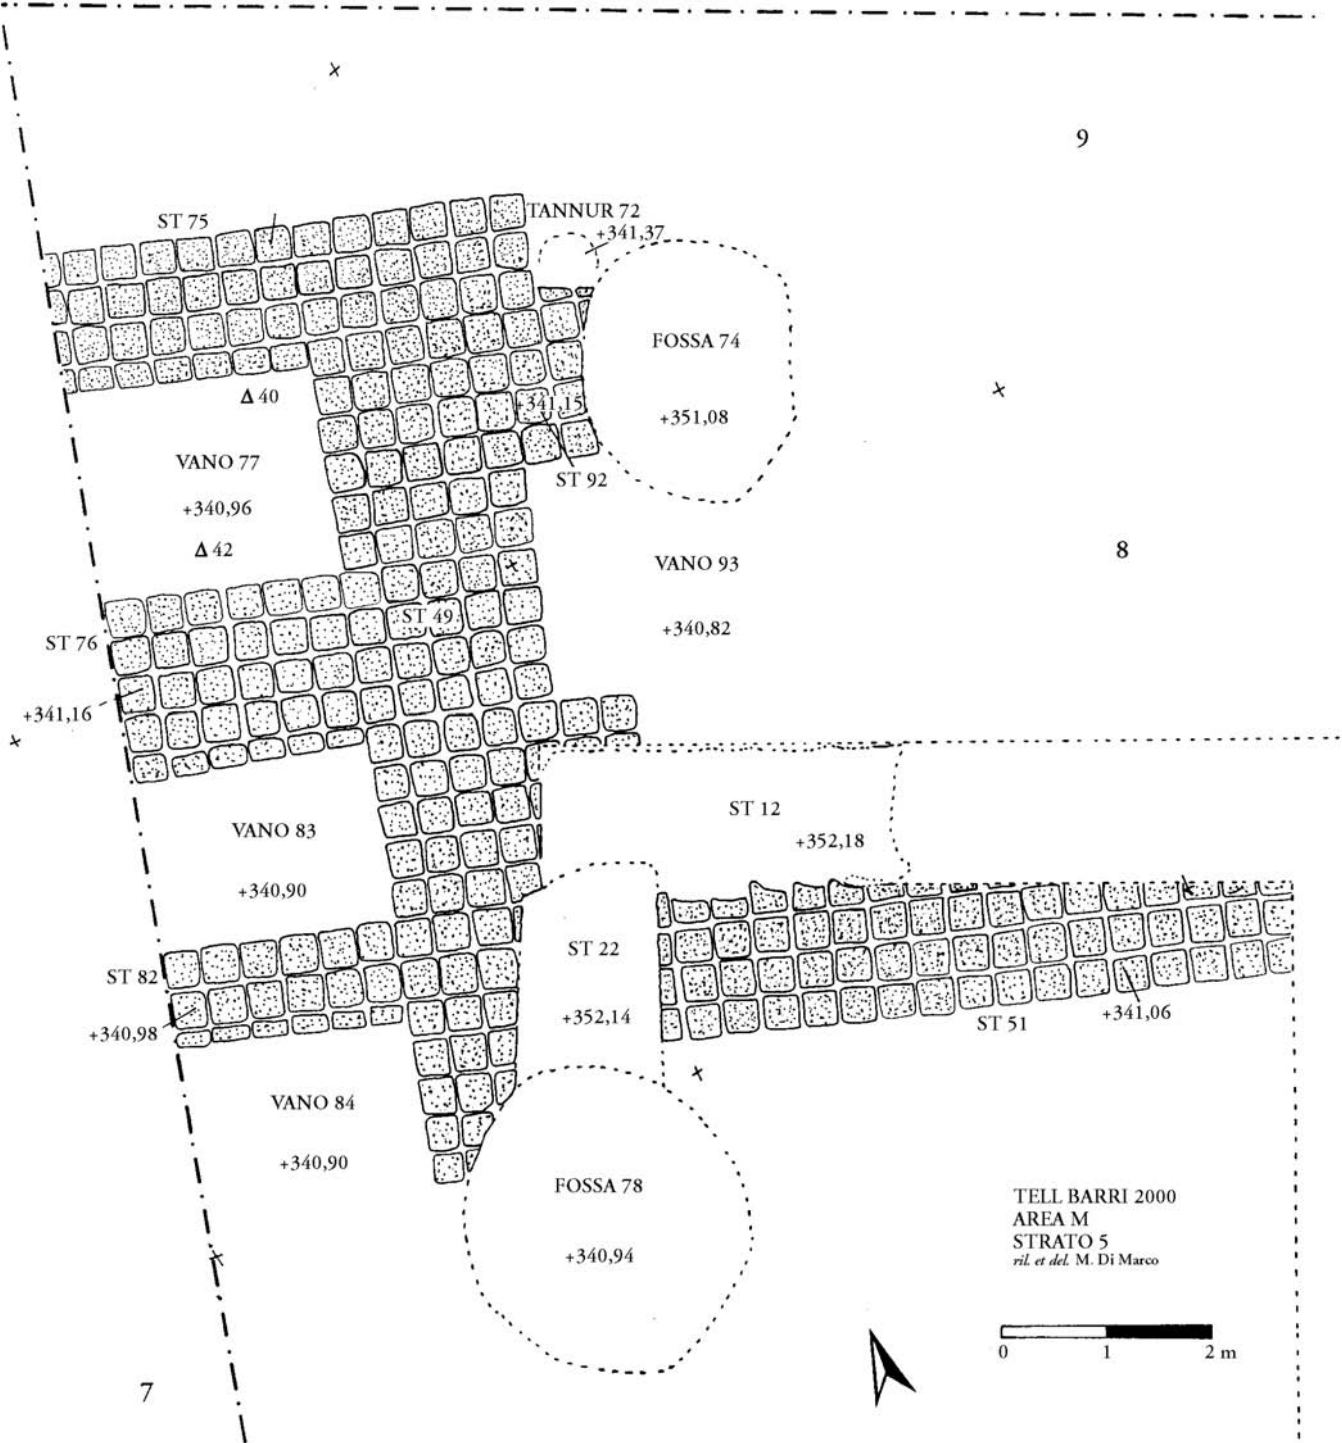 9
ST 75
TANNUR 72
+341,37
FOSSA 74
+351,08
Δ 40
+341,15
VANO 77
+340,96
ST 92
Δ 42
VANO 93
+340,82
8
ST 49
ST 76
+341,16
ST 12
+352,18
VANO 83
+340,90
ST 22
+352,14
ST 82
+340,98
ST 51
+341,06
VANO 84
+340,90
FOSSA 78
+340,94
TELL BARRI 2000
AREA M
STRATO 5
ril. et del. M. Di Marco
0 1 2 m
7